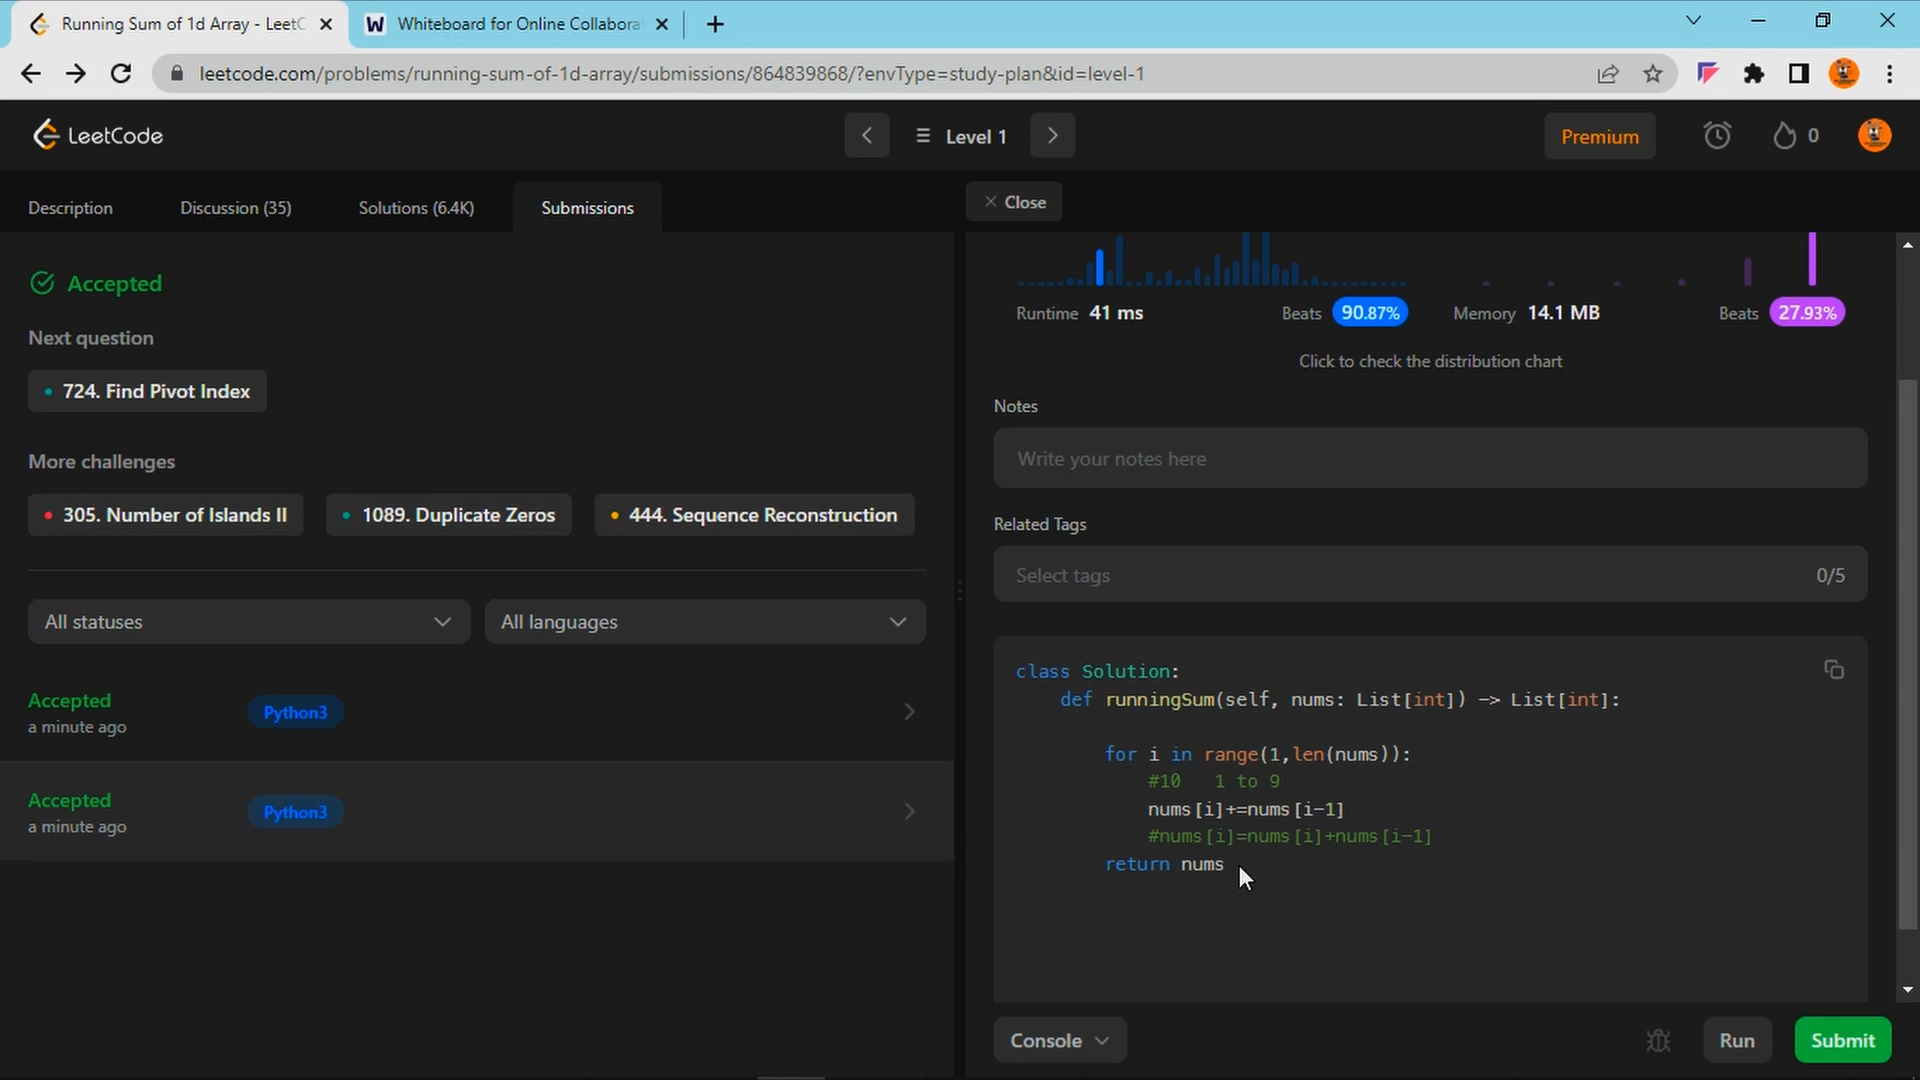 Running Sum of 1d Array - LeetC
Whiteboard for Online Collabora
leetcode.com/problems/running-sum-of-1d-array/submissions/864839868/?envType=study-plan&id=level-1
LeetCode
Level 1
Premium
0
Description
Discussion (35)
Solutions (6.4K)
Submissions
Close
Accepted
Next question
724. Find Pivot Index
More challenges
305. Number of Islands II
1089. Duplicate Zeros
444. Sequence Reconstruction
All statuses
All languages
Accepted
a minute ago
Python3
Accepted
a minute ago
Python3
Runtime 41 ms
Beats 90.87%
Memory 14.1 MB
Beats 27.93%
Click to check the distribution chart
Notes
Write your notes here
Related Tags
Select tags
0/5
class Solution:
def runningSum(self, nums: List[int]) -> List[int]:
for i in range(1,len(nums)):
#10   1 to 9
nums[i]+=nums[i-1]
#nums[i]=nums[i]+nums[i-1]
return nums
Console
Run
Submit